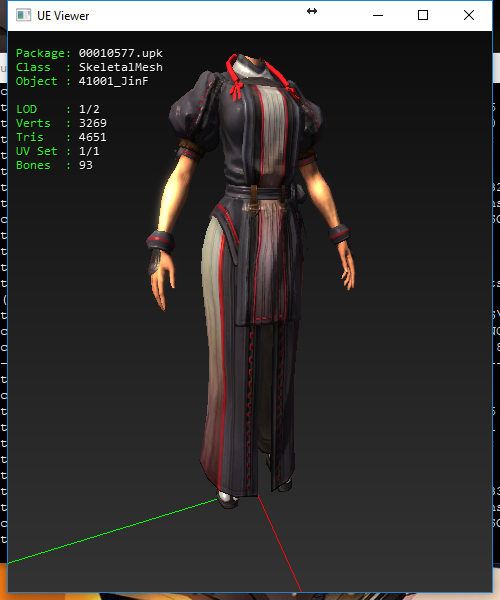 UE Viewer
Package: 00010577.upk
Class : SkeletalMesh
Object : 41001_JinF
LOD : 1/2
Verts : 3269
Tris : 4651
UV Set : 1/1
Bones : 93